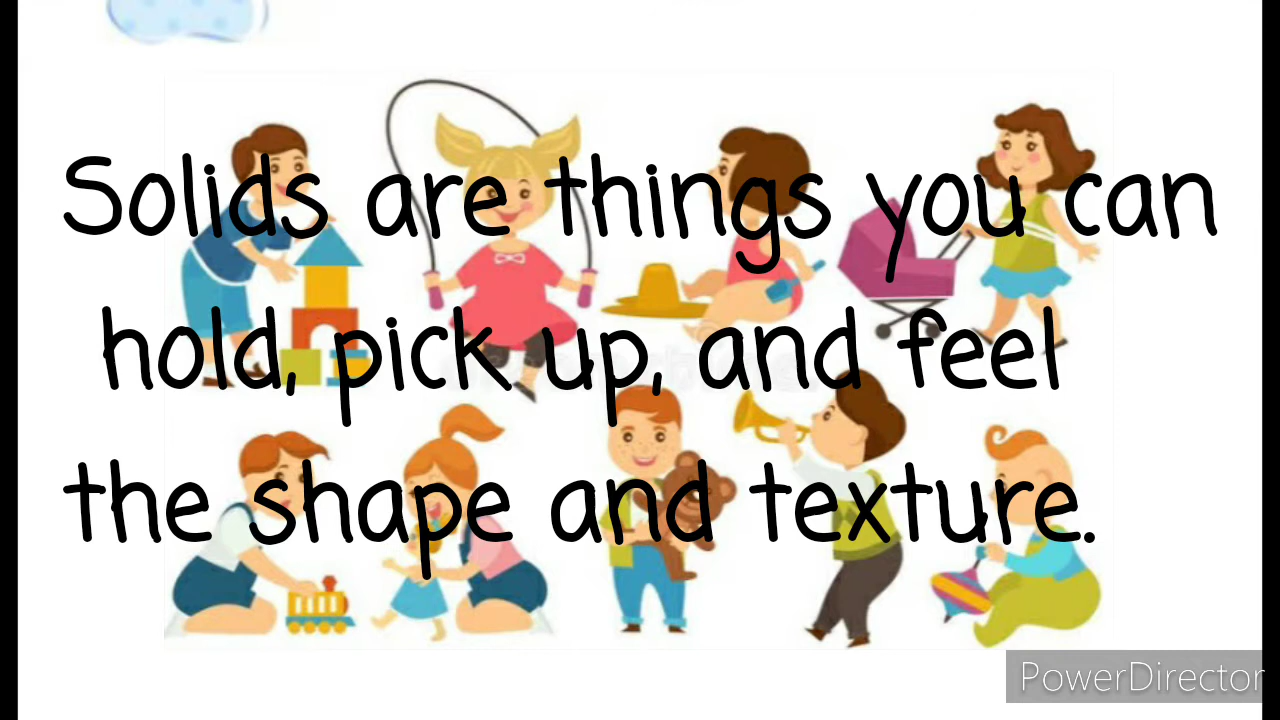 Solids are things you can
hold, pick up, and feel
the shape and texture.
PowerDirector